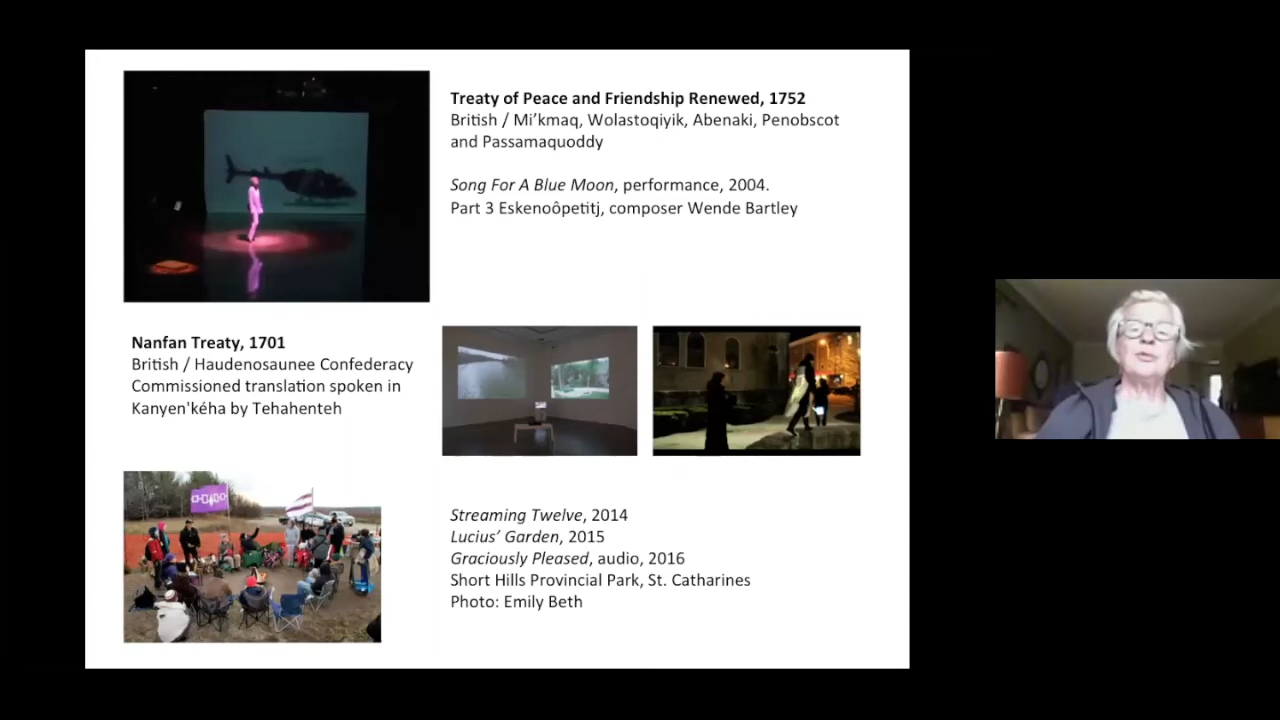 Treaty of Peace and Friendship Renewed, 1752
British / Mi’kmaq, Wolastoqiyik, Abenaki, Penobscot
and Passamaquoddy
Song For A Blue Moon, performance, 2004.
Part 3 Eskenoôpetitj, composer Wende Bartley
Nanfan Treaty, 1701
British / Haudenosaunee Confederacy
Commissioned translation spoken in
Kanyen'kéha by Tehahenteh
Streaming Twelve, 2014
Lucius’ Garden, 2015
Graciously Pleased, audio, 2016
Short Hills Provincial Park, St. Catharines
Photo: Emily Beth